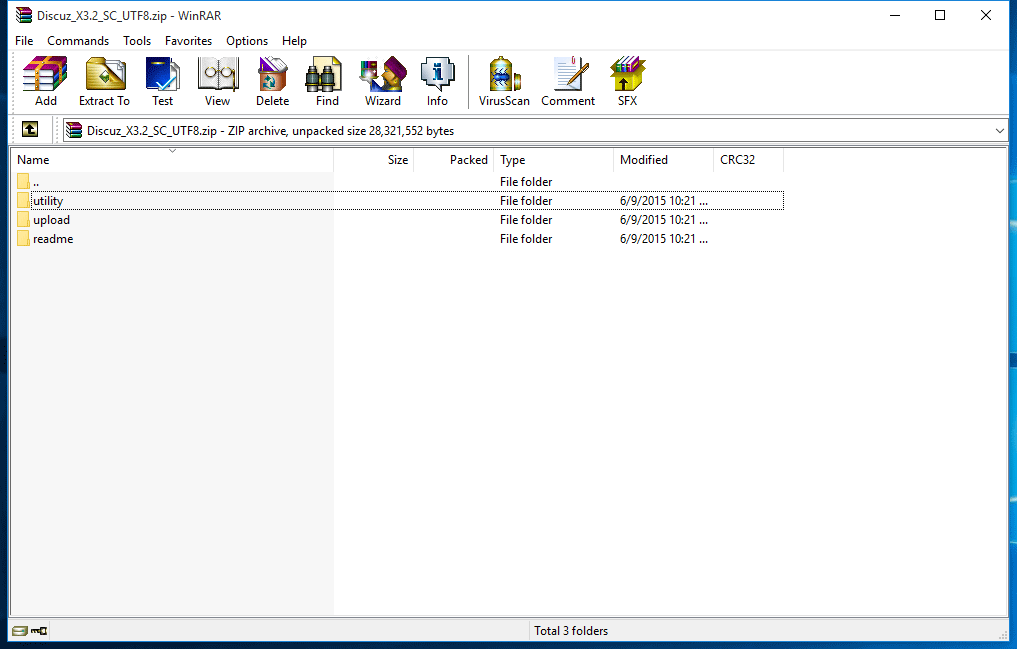 Discuz_X3.2_SC_UTF8.zip - WinRAR
File Commands Tools Favorites Options Help
Add Extract To Test View Delete Find Wizard Info VirusScan Comment SFX
Discuz_X3.2_SC_UTF8.zip - ZIP archive, unpacked size 28,321,552 bytes
Name Size Packed Type Modified CRC32
.. File folder
utility File folder 6/9/2015 10:21 ...
upload File folder 6/9/2015 10:21 ...
readme File folder 6/9/2015 10:21 ...
Total 3 folders